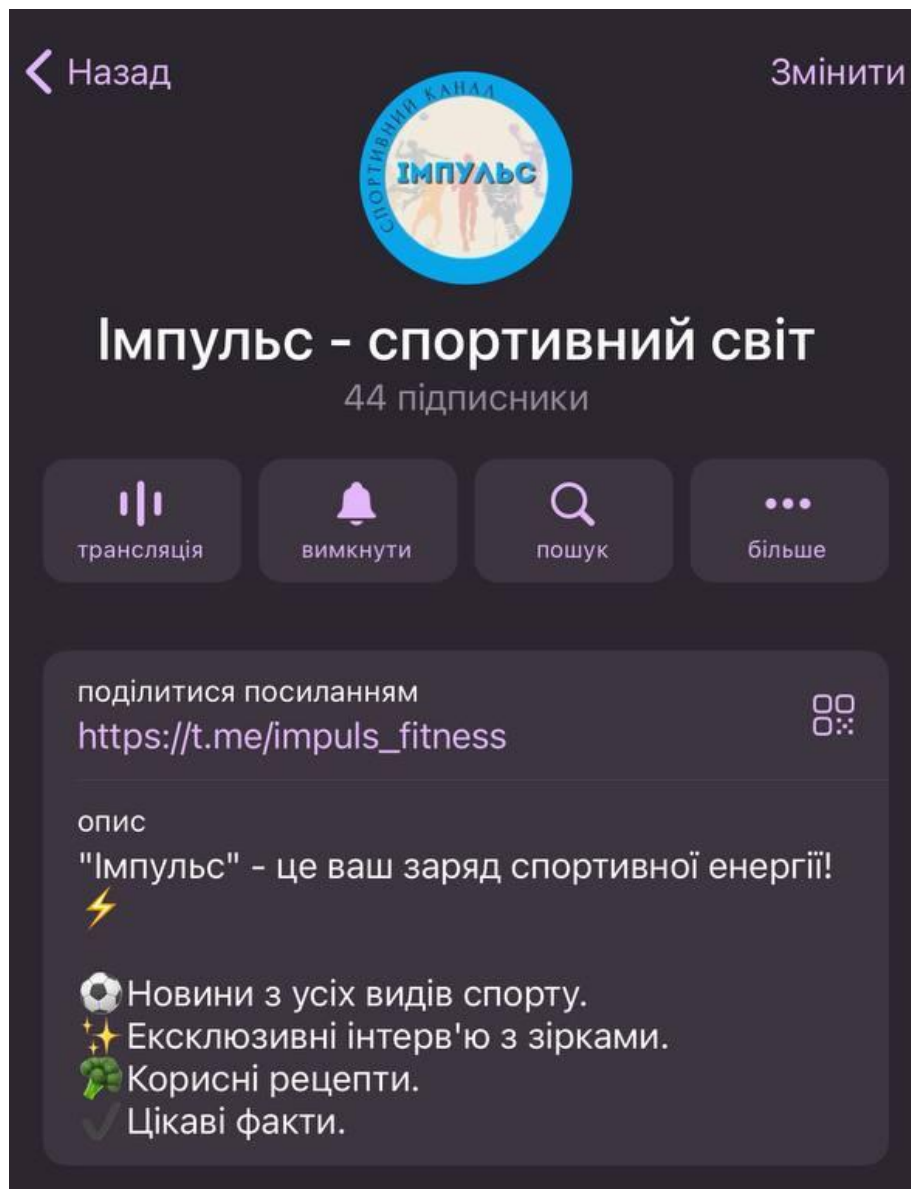 Назад
Змінити
СПОРТИВНИЙ КАНАЛ
ІМПУЛЬС
Імпульс - спортивний світ
44 підписники
трансляція
вимкнути
пошук
більше
поділитися посиланням
https://t.me/impuls_fitness
опис
"Імпульс" - це ваш заряд спортивної енергії!
⚡
⚽Новини з усіх видів спорту.
✨Ексклюзивні інтерв'ю з зірками.
🥦Корисні рецепти.
✔Цікаві факти.